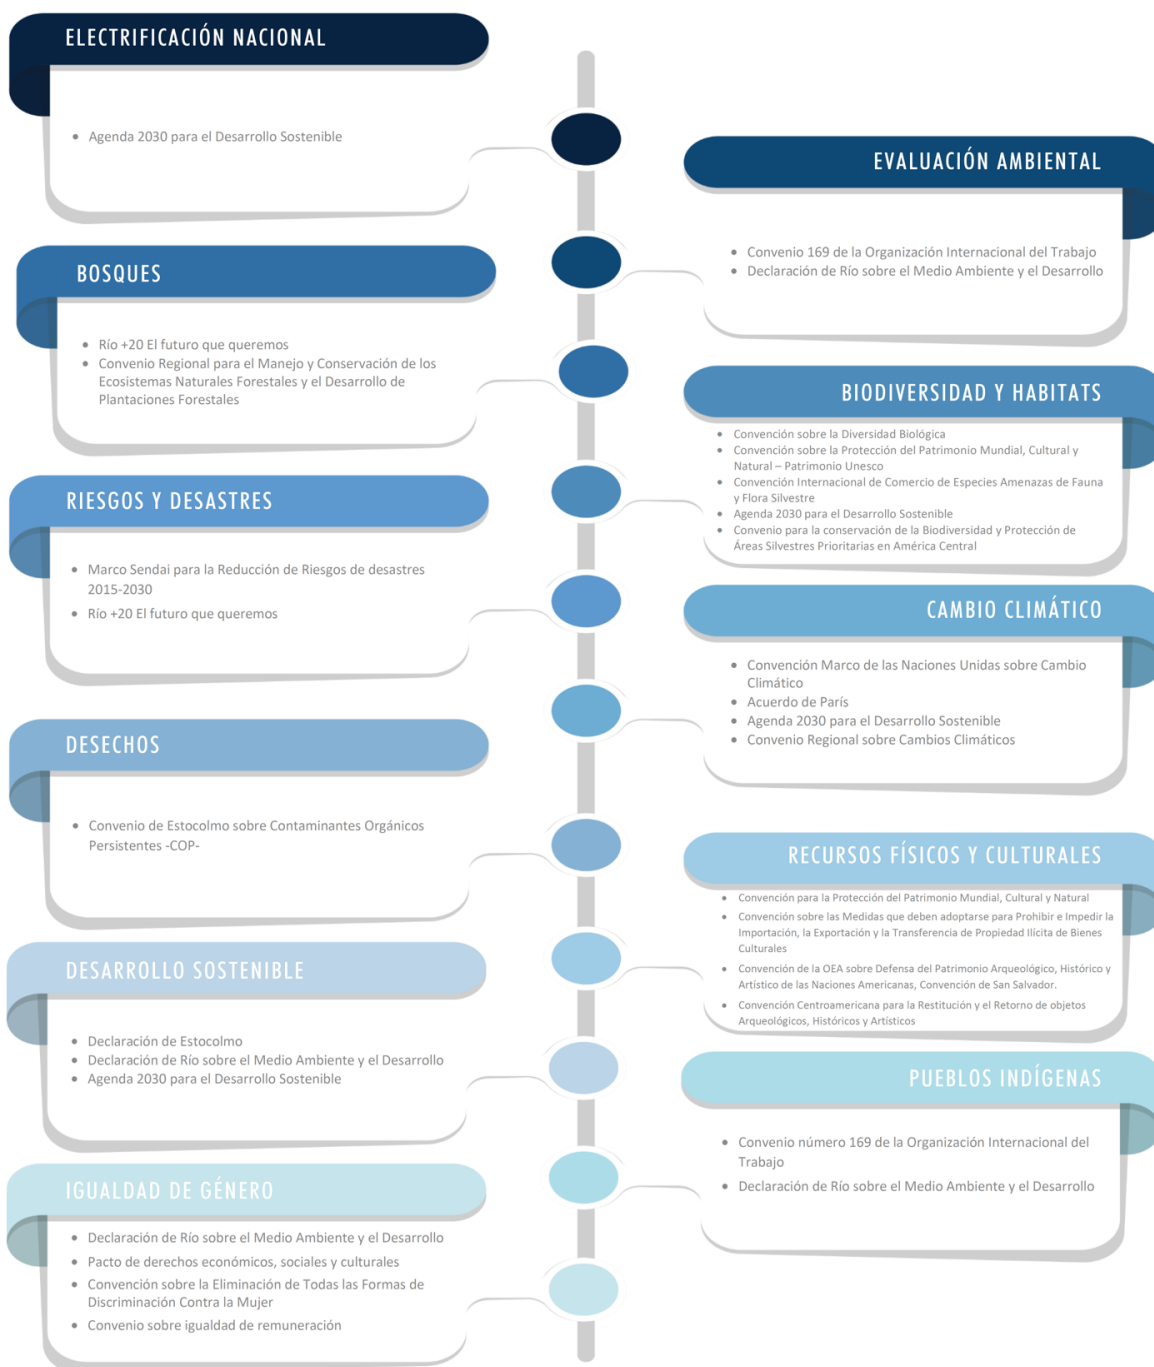 ELECTRIFICACIÓN NACIONAL
• Agenda 2030 para el Desarrollo Sostenible
EVALUACIÓN AMBIENTAL
• Convenio 169 de la Organización Internacional del Trabajo
• Declaración de Río sobre el Medio Ambiente y el Desarrollo
BOSQUES
• Río +20 El futuro que queremos
• Convenio Regional para el Manejo y Conservación de los
Ecosistemas Naturales Forestales y el Desarrollo de
Plantaciones Forestales
BIODIVERSIDAD Y HABITATS
• Convención sobre la Diversidad Biológica
• Convención sobre la Protección del Patrimonio Mundial, Cultural y
Natural – Patrimonio Unesco
• Convención Internacional de Comercio de Especies Amenazas de Fauna
y Flora Silvestre
• Agenda 2030 para el Desarrollo Sostenible
• Convenio para la conservación de la Biodiversidad y Protección de
Áreas Silvestres Prioritarias en América Central
RIESGOS Y DESASTRES
• Marco Sendai para la Reducción de Riesgos de desastres
2015-2030
• Río +20 El futuro que queremos
CAMBIO CLIMÁTICO
• Convención Marco de las Naciones Unidas sobre Cambio
Climático
• Acuerdo de París
• Agenda 2030 para el Desarrollo Sostenible
• Convenio Regional sobre Cambios Climáticos
DESECHOS
• Convenio de Estocolmo sobre Contaminantes Orgánicos
Persistentes -COP-
RECURSOS FÍSICOS Y CULTURALES
• Convención para la Protección del Patrimonio Mundial, Cultural y Natural
• Convención sobre las Medidas que deben adoptarse para Prohibir e Impedir la
Importación, la Exportación y la Transferencia de Propiedad Ilícita de Bienes
Culturales
• Convención de la OEA sobre Defensa del Patrimonio Arqueológico, Histórico y
Artístico de las Naciones Americanas, Convención de San Salvador.
• Convención Centroamericana para la Restitución y el Retorno de objetos
Arqueológicos, Históricos y Artísticos
DESARROLLO SOSTENIBLE
• Declaración de Estocolmo
• Declaración de Río sobre el Medio Ambiente y el Desarrollo
• Agenda 2030 para el Desarrollo Sostenible
PUEBLOS INDÍGENAS
• Convenio número 169 de la Organización Internacional del
Trabajo
• Declaración de Río sobre el Medio Ambiente y el Desarrollo
IGUALDAD DE GÉNERO
• Declaración de Río sobre el Medio Ambiente y el Desarrollo
• Pacto de derechos económicos, sociales y culturales
• Convención sobre la Eliminación de Todas las Formas de
Discriminación Contra la Mujer
• Convenio sobre igualdad de remuneración